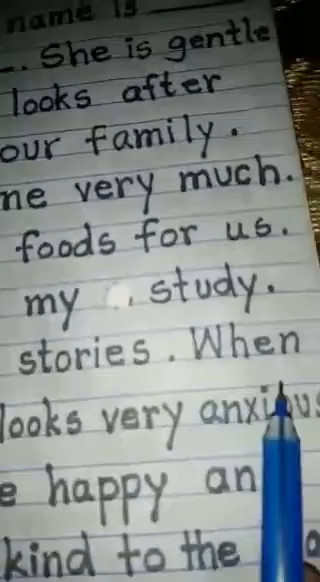 name is
. She is gentle
looks after
our family.
me very much.
foods for us.
my study.
stories. When
looks very anxious
happy an
kind to the